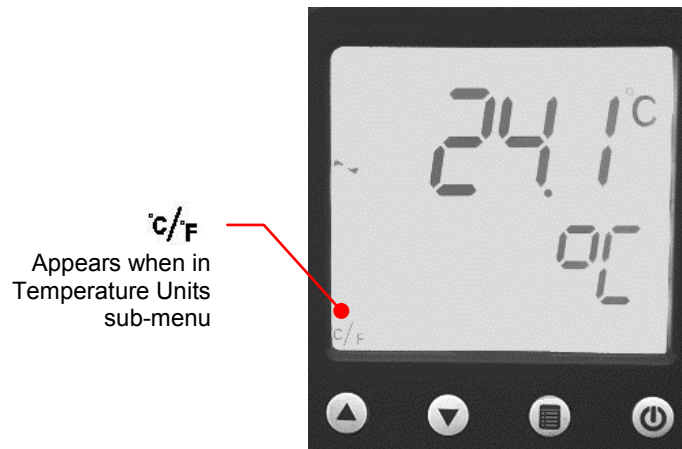 24.1 °C
°C
°C/°F
Appears when in
Temperature Units
sub-menu
°C/°F